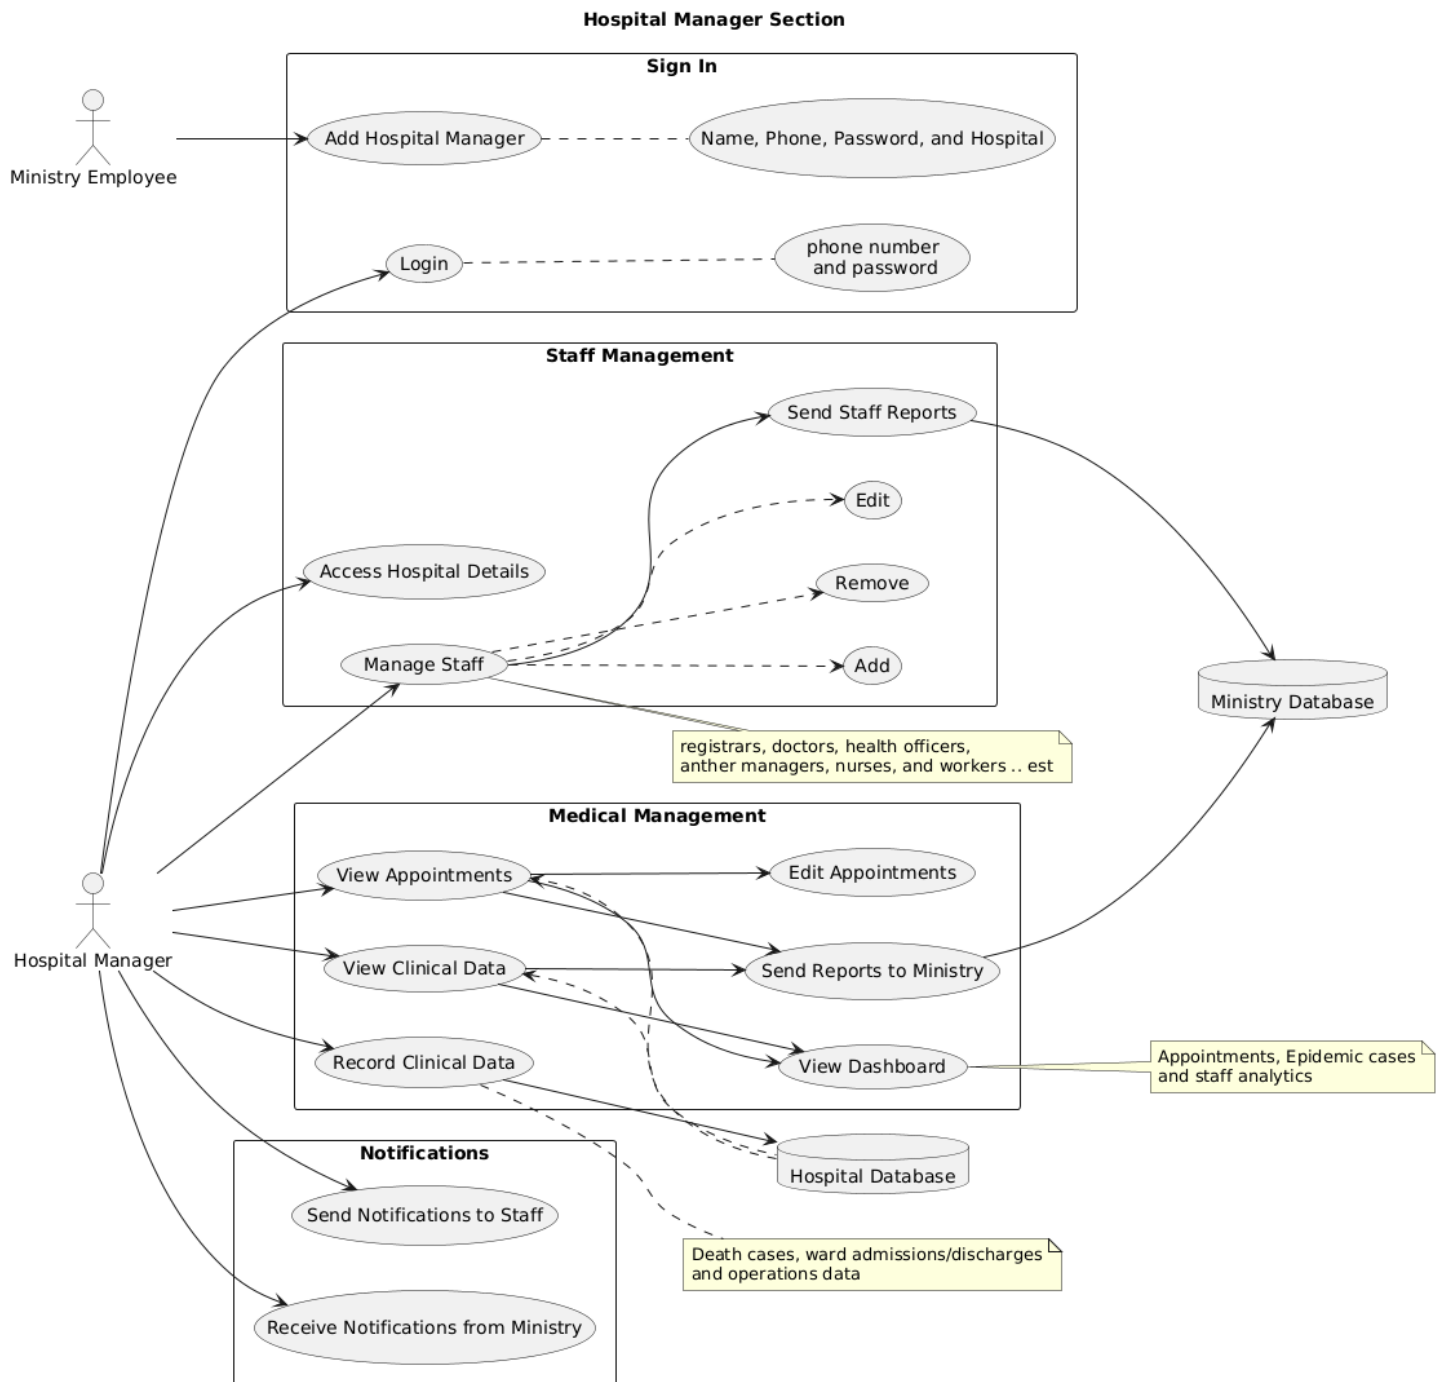 Hospital Manager Section
Sign In
Ministry Employee
Add Hospital Manager
Name, Phone, Password, and Hospital
Login
phone number
and password
Staff Management
Send Staff Reports
Edit
Access Hospital Details
Remove
Manage Staff
Add
Ministry Database
registrars, doctors, health officers,
anther managers, nurses, and workers .. est
Medical Management
View Appointments
Edit Appointments
Hospital Manager
View Clinical Data
Send Reports to Ministry
Record Clinical Data
View Dashboard
Appointments, Epidemic cases
and staff analytics
Notifications
Hospital Database
Send Notifications to Staff
Death cases, ward admissions/discharges
and operations data
Receive Notifications from Ministry